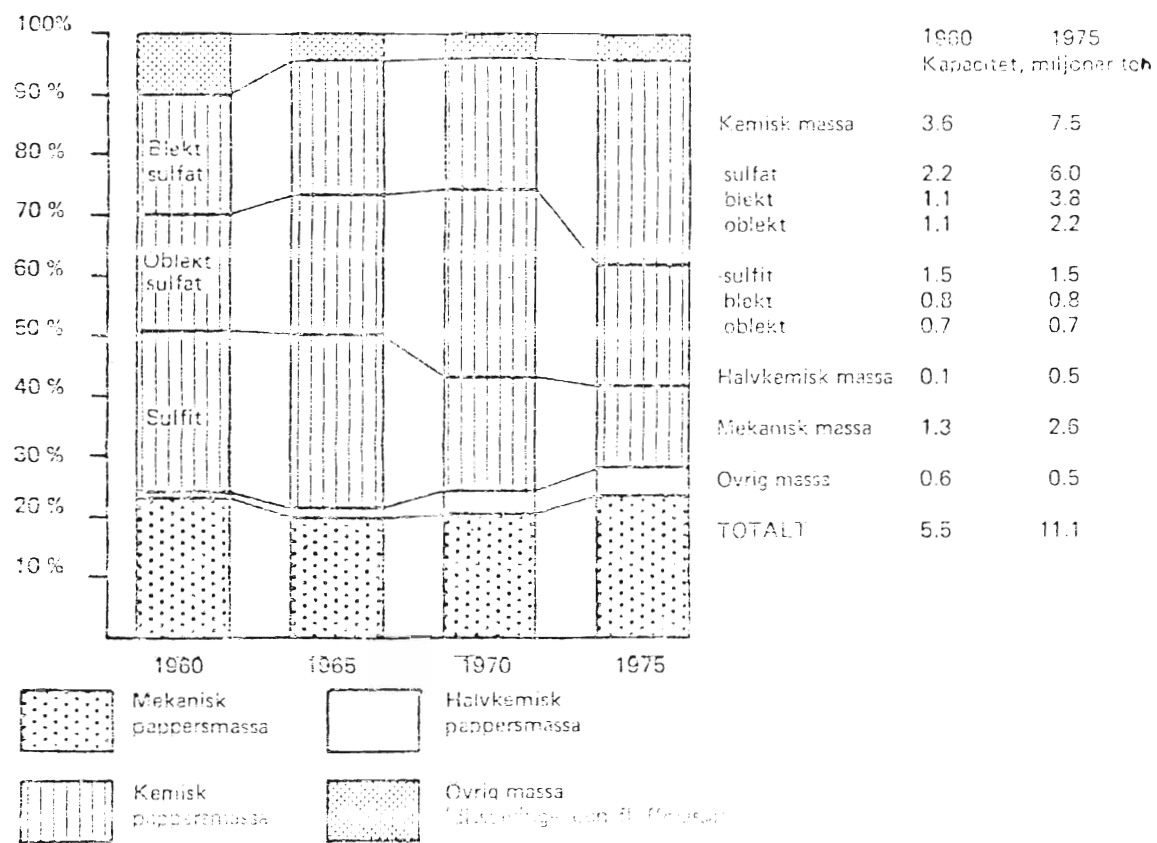 100%
90 %
80 %
70 %
60 %
50 %
40 %
30 %
20 %
10 %
Blekt
sulfat
Oblekt
sulfat
Sulfit
1960
1965
1970
1975
1960 1975
Kapacitet, miljoner ton
Kemisk massa 3.6 7.5
sulfat 2.2 6.0
blekt 1.1 3.8
oblekt 1.1 2.2
-sulfit 1.5 1.5
blekt 0.8 0.8
oblekt 0.7 0.7
Halvkemisk massa 0.1 0.5
Mekanisk massa 1.3 2.6
Övrig massa 0.6 0.5
TOTALT 5.5 11.1
Mekanisk
pappersmassa
Halvkemisk
pappersmassa
Kemisk
pappersmassa
Övrig massa